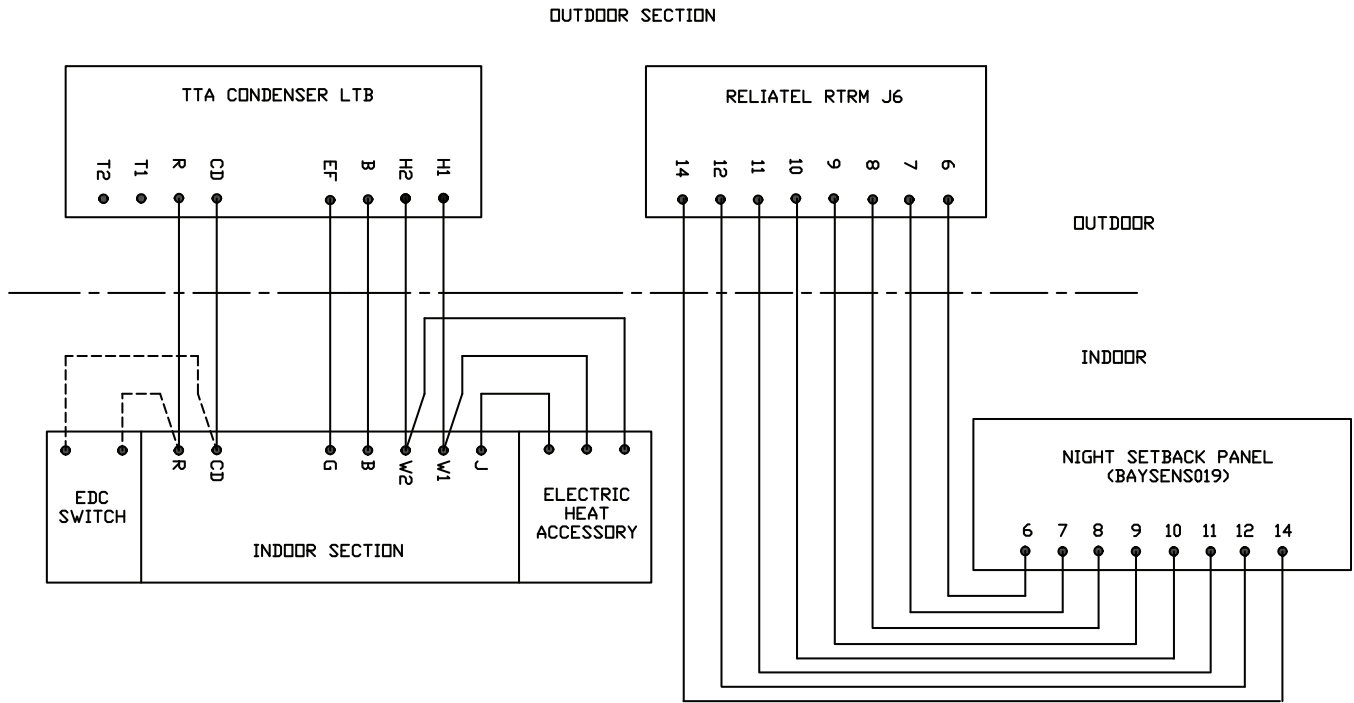 OUTDOOR SECTION
TTA CONDENSER LTB
T2 T1 R CD EF B H2 H1
RELIATEL RTRM J6
14 12 11 10 9 8 7 6
OUTDOOR
INDOOR
R CD G B W2 W1 J
EDC
SWITCH
INDOOR SECTION
ELECTRIC
HEAT
ACCESSORY
NIGHT SETBACK PANEL
(BAYSENS019)
6 7 8 9 10 11 12 14